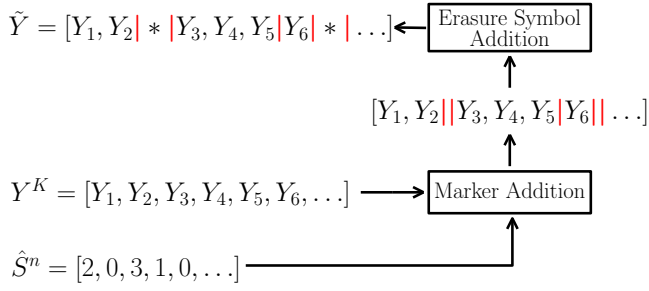 Ỹ = [Y₁, Y₂| * |Y₃, Y₄, Y₅|Y₆| * | ...]
Erasure Symbol
Addition
[Y₁, Y₂||Y₃, Y₄, Y₅|Y₆|| ...]
Y^K = [Y₁, Y₂, Y₃, Y₄, Y₅, Y₆, ...]
Marker Addition
Ŝⁿ = [2, 0, 3, 1, 0, ...]